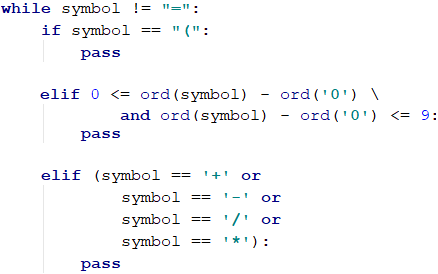 while symbol != "=":
    if symbol == "(":
        pass

    elif 0 <= ord(symbol) - ord('0') \
            and ord(symbol) - ord('0') <= 9:
        pass

    elif (symbol == '+' or
            symbol == '-' or
            symbol == '/' or
            symbol == '*'):
        pass